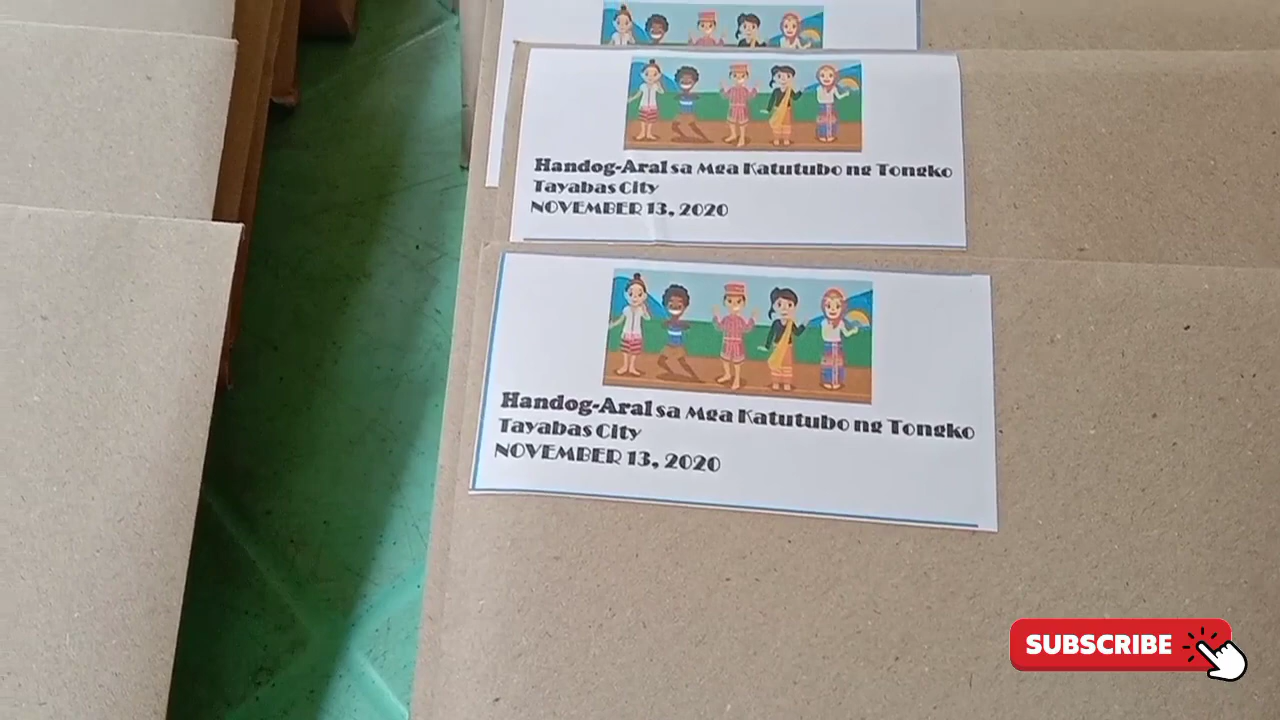 Handog-Aral sa Mga Katutubo ng Tongko
Tayabas City
NOVEMBER 13, 2020
Handog-Aral sa Mga Katutubo ng Tongko
Tayabas City
NOVEMBER 13, 2020
SUBSCRIBE